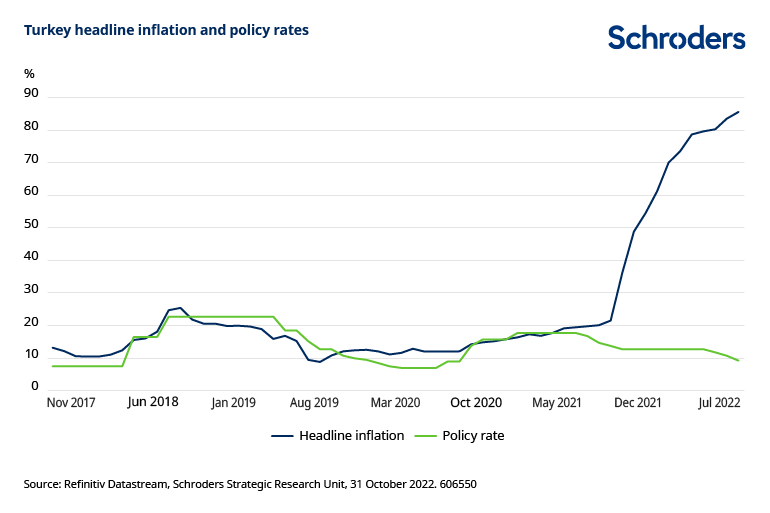 Turkey headline inflation and policy rates
Schroders
%
90
80
70
60
50
40
30
20
10
0
Nov 2017 Jun 2018 Jan 2019 Aug 2019 Mar 2020 Oct 2020 May 2021 Dec 2021 Jul 2022
Headline inflation Policy rate
Source: Refinitiv Datastream, Schroders Strategic Research Unit, 31 October 2022. 606550